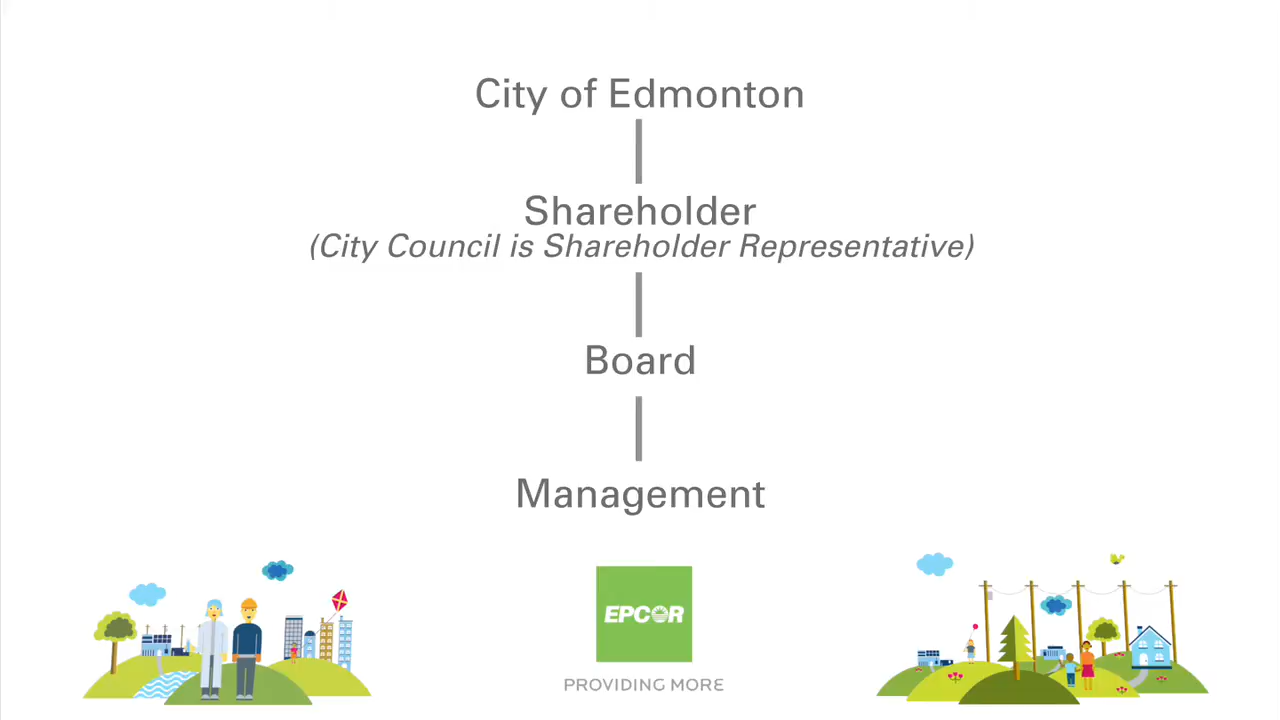 City of Edmonton
Shareholder
(City Council is Shareholder Representative)
Board
Management
EPCOR
PROVIDING MORE